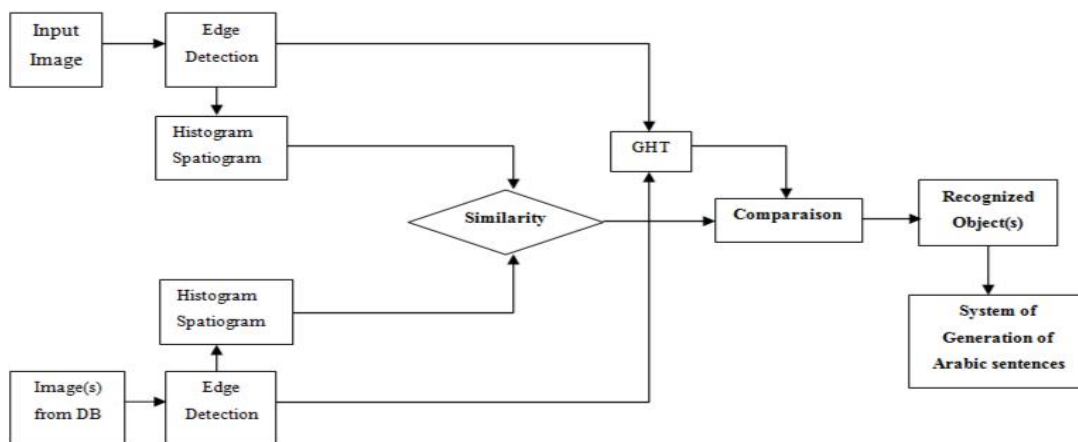 Input
Image
Edge
Detection
Histogram
Spatiogram
GHT
Similarity
Comparaison
Recognized
Object(s)
Histogram
Spatiogram
System of
Generation of
Arabic sentences
Image(s)
from DB
Edge
Detection